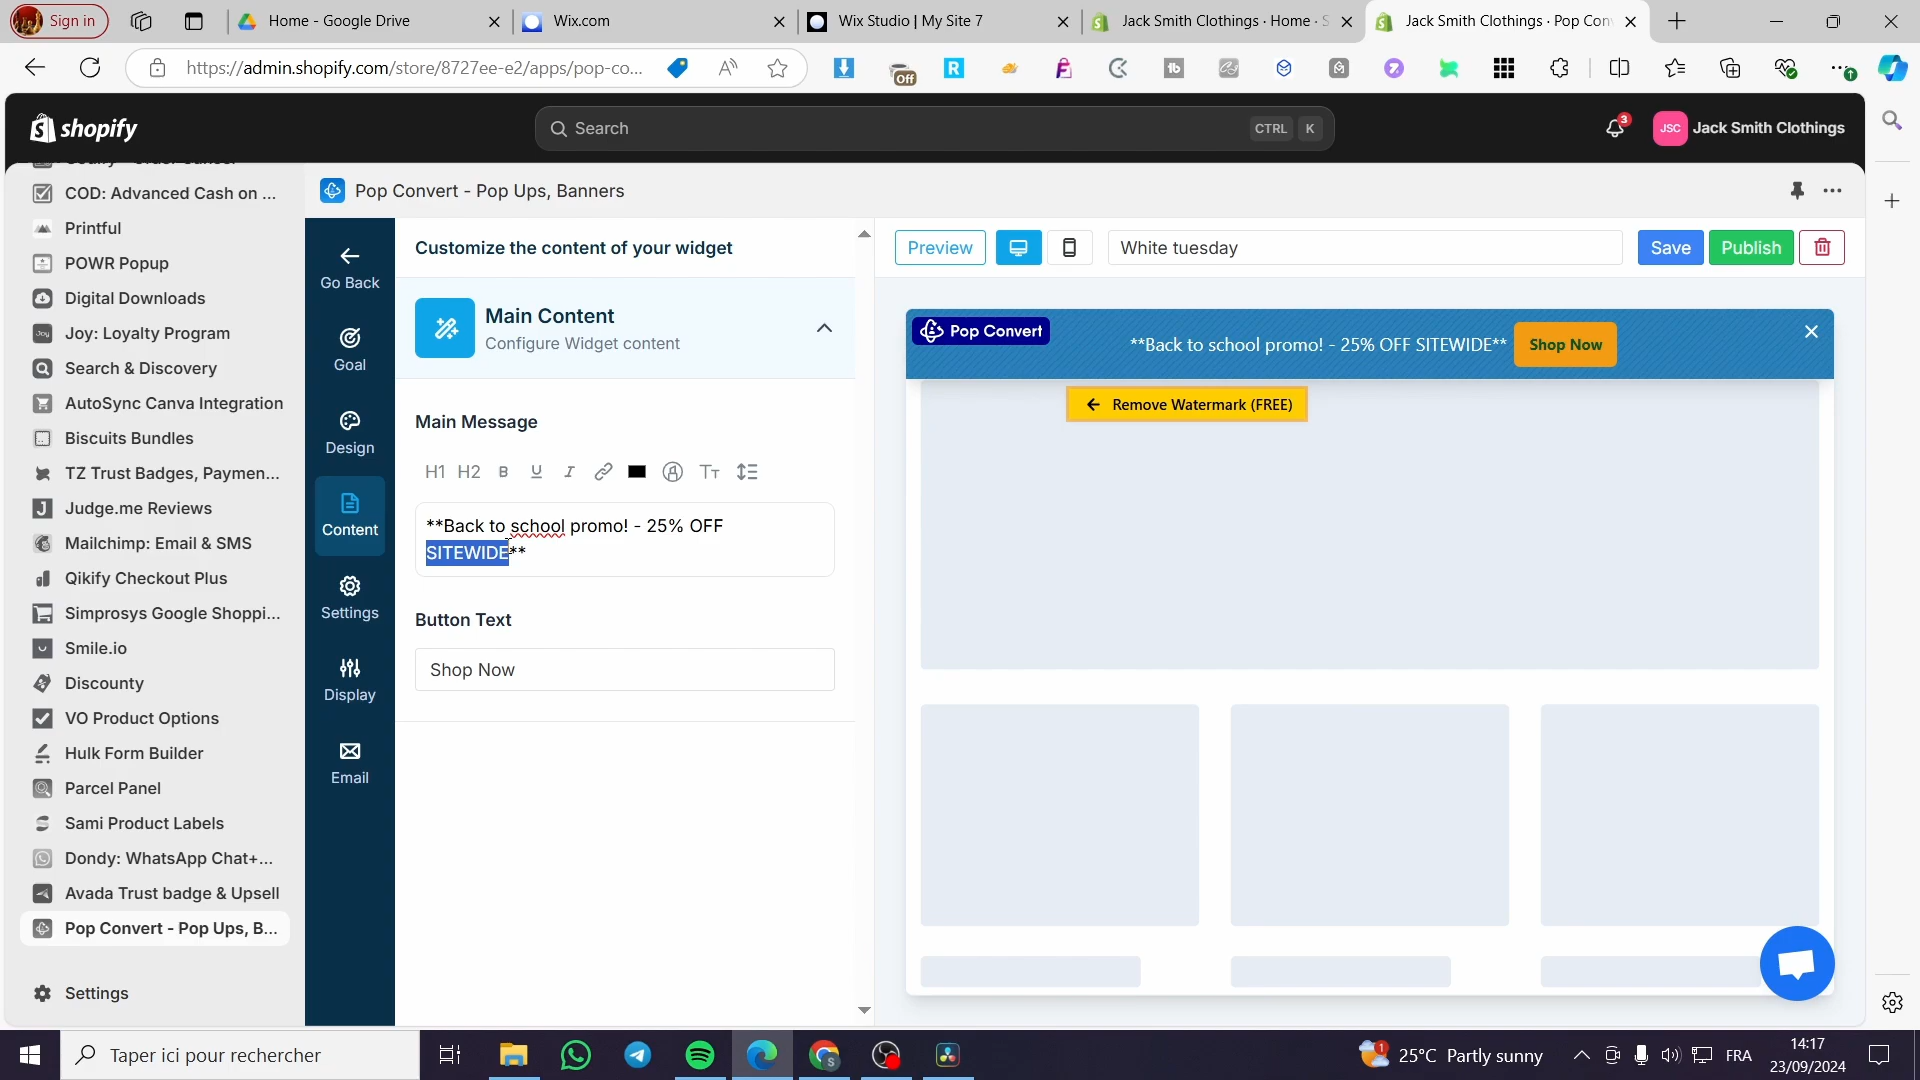 Sign in
Home - Google Drive
Wix.com
Wix Studio | My Site 7
Jack Smith Clothings · Home · S
Jack Smith Clothings · Pop Con
https://admin.shopify.com/store/8727ee-e2/apps/pop-co...
Off
shopify
Search
CTRL K
3
JSC
Jack Smith Clothings
COD: Advanced Cash on ...
Printful
POWR Popup
Digital Downloads
Joy: Loyalty Program
Search & Discovery
AutoSync Canva Integration
Biscuits Bundles
TZ Trust Badges, Paymen...
Judge.me Reviews
Mailchimp: Email & SMS
Qikify Checkout Plus
Simprosys Google Shoppi...
Smile.io
Discounty
VO Product Options
Hulk Form Builder
Parcel Panel
Sami Product Labels
Dondy: WhatsApp Chat+...
Avada Trust badge & Upsell
Pop Convert - Pop Ups, B...
Settings
Pop Convert - Pop Ups, Banners
Go Back
Goal
Design
Content
Settings
Display
Email
Customize the content of your widget
Main Content
Configure Widget content
Main Message
H1 H2 B U I
**Back to school promo! - 25% OFF
SITEWIDE**
Button Text
Shop Now
Preview
White tuesday
Save
Publish
Pop Convert
**Back to school promo! - 25% OFF SITEWIDE**
Shop Now
Remove Watermark (FREE)
Taper ici pour rechercher
25°C Partly sunny
FRA
14:17
23/09/2024